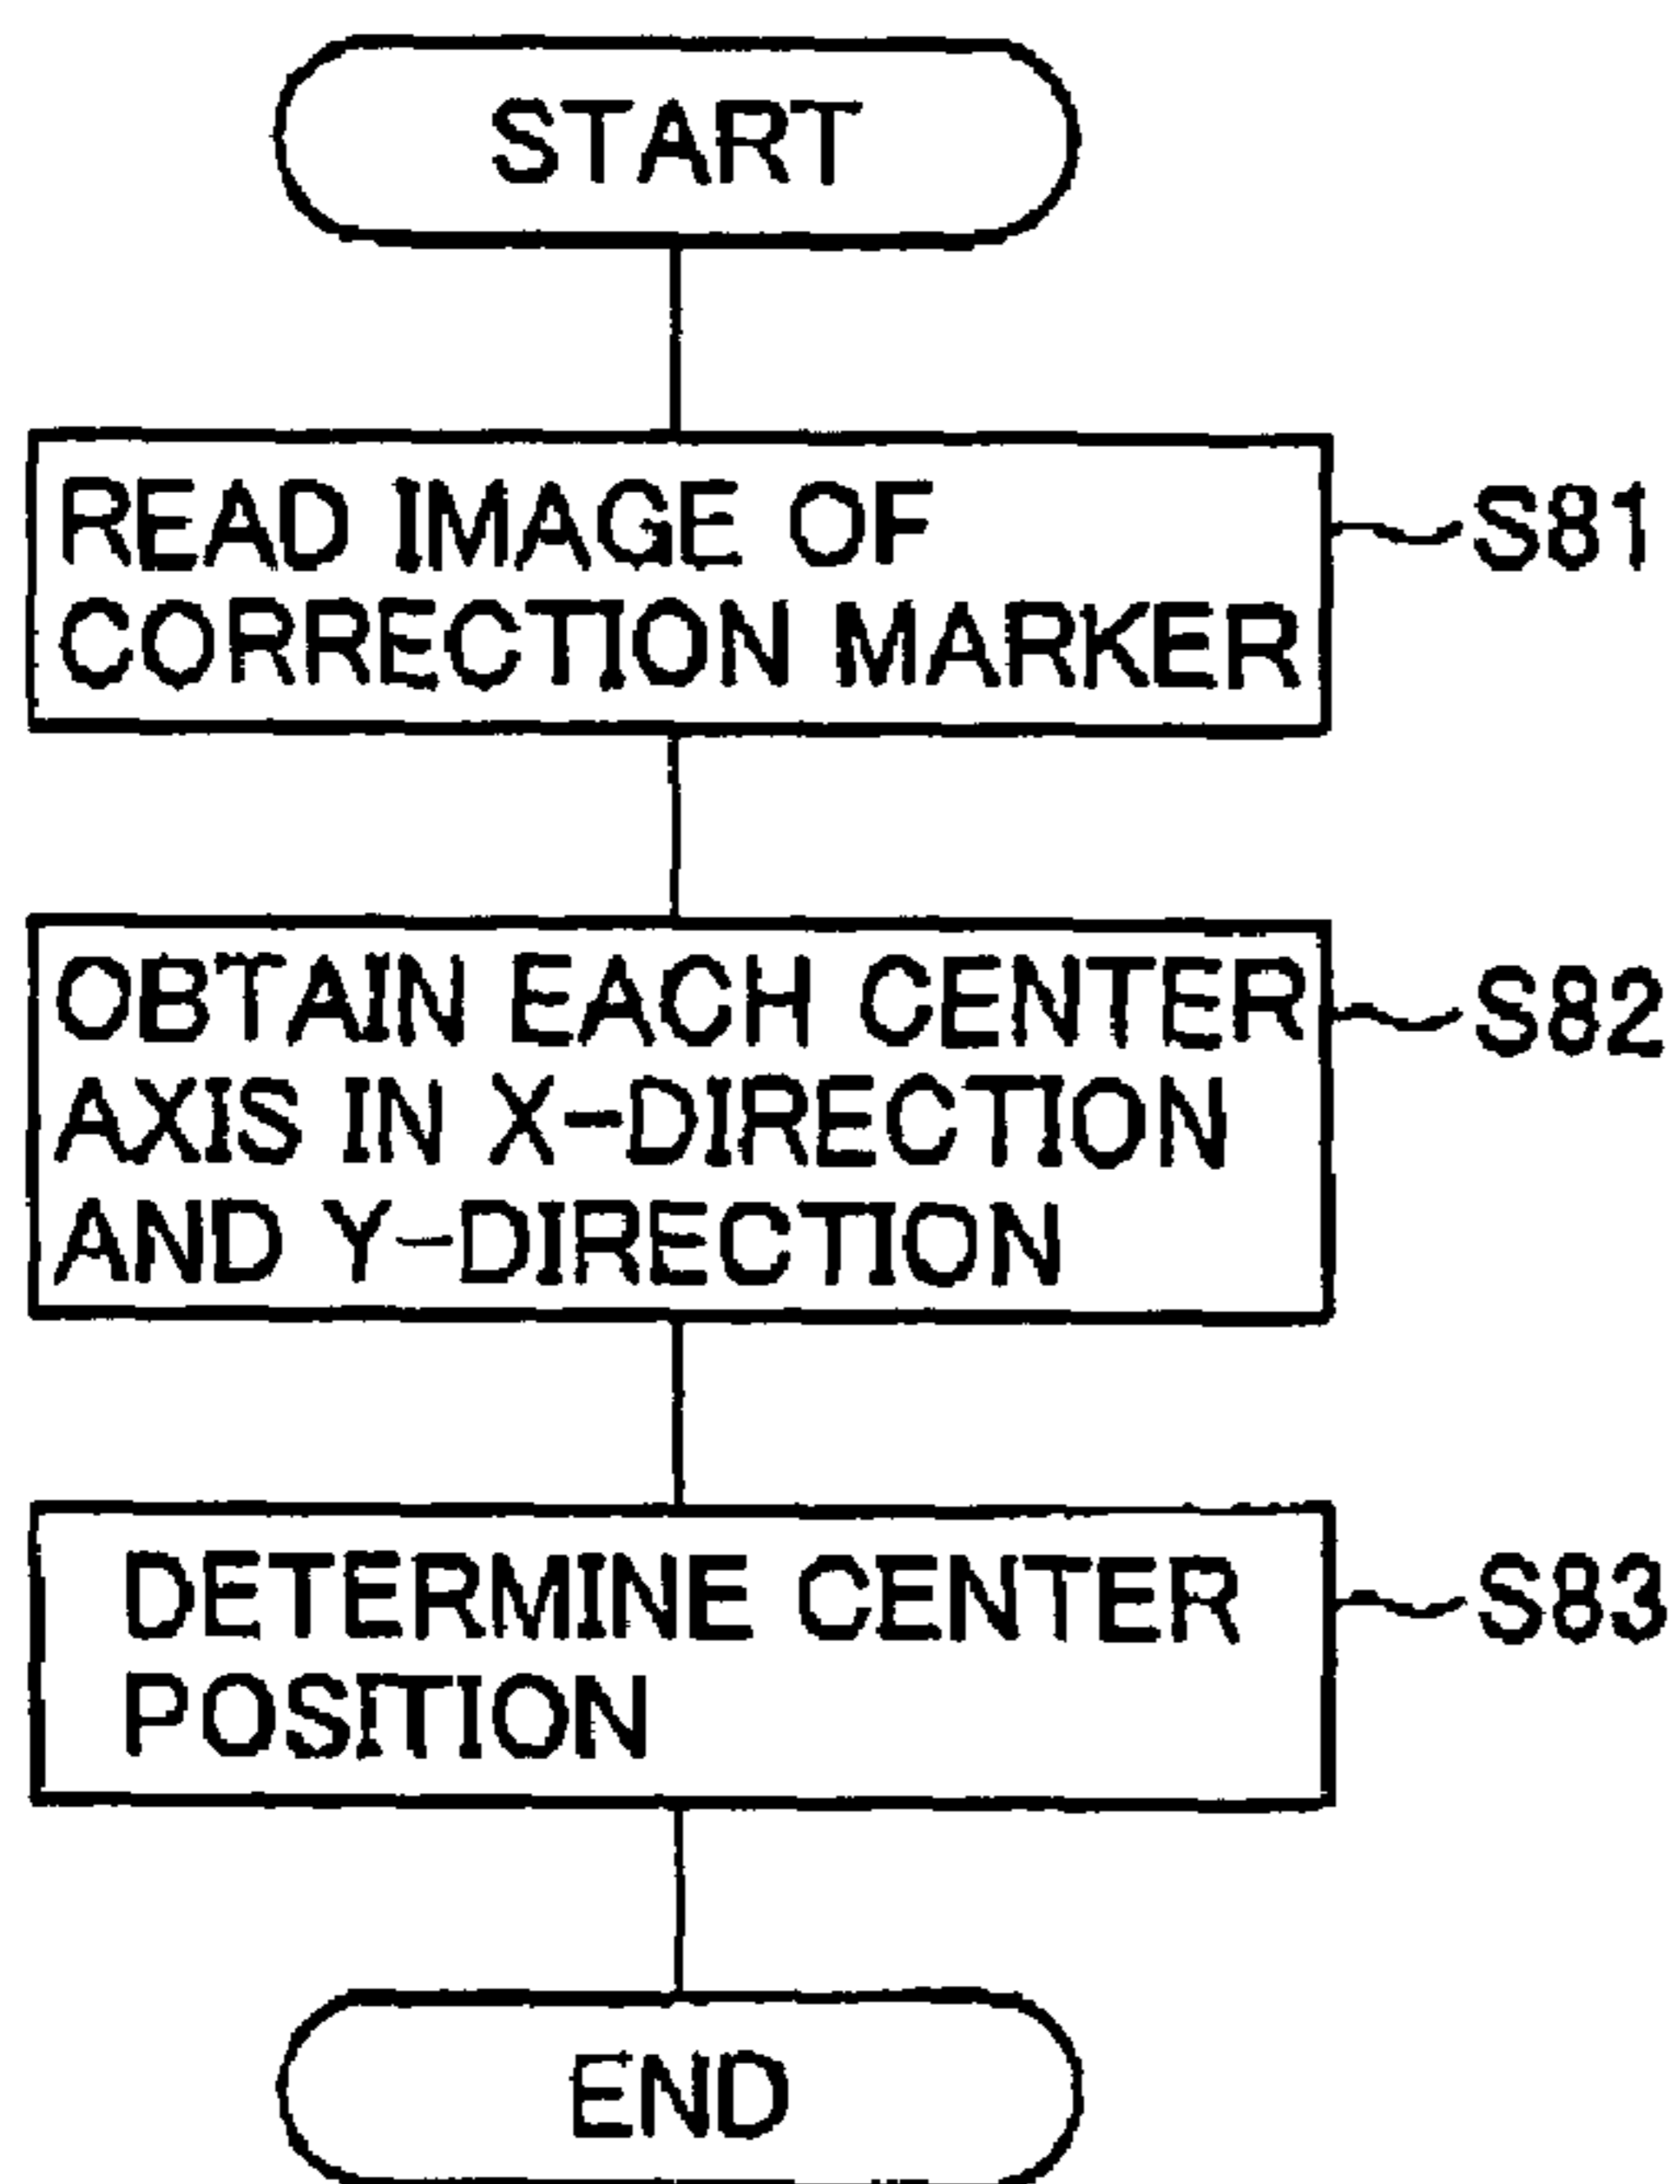 START
READ IMAGE OF
CORRECTION MARKER
S81
OBTAIN EACH CENTER
AXIS IN X-DIRECTION
AND Y-DIRECTION
S82
DETERMINE CENTER
POSITION
S83
END